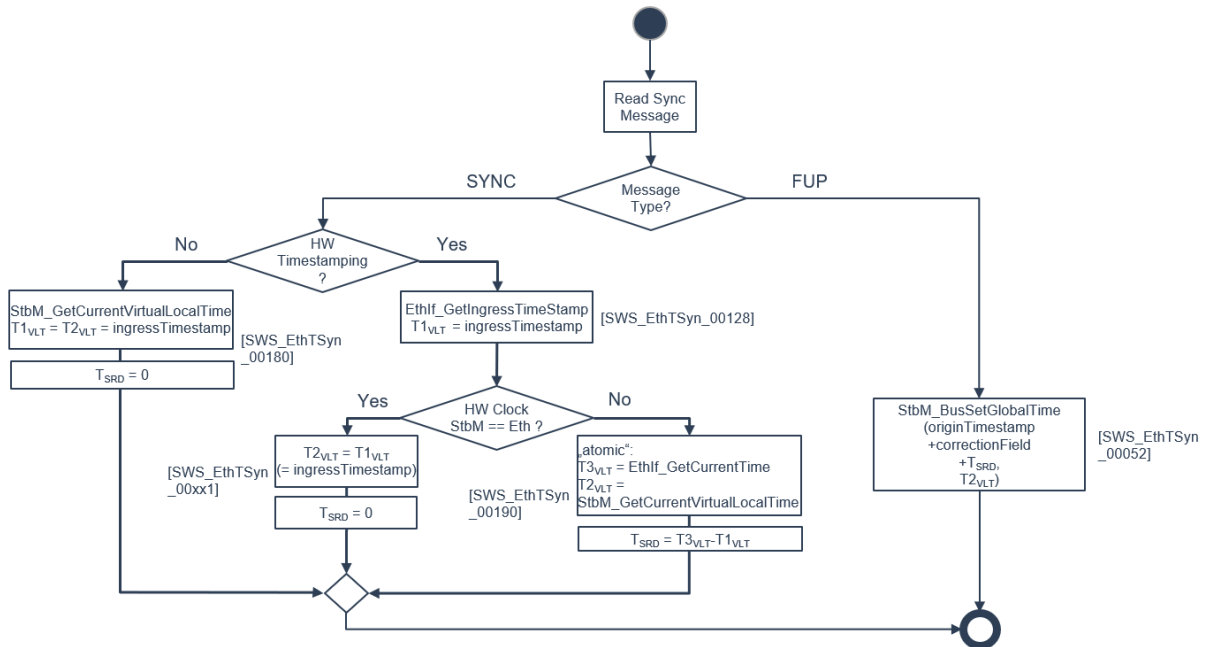 Read Sync
Message
SYNC
Message
Type?
FUP
No
HW
Timestamping
?
Yes
StbM_GetCurrentVirtualLocalTime
T1VLT = T2VLT = ingressTimestamp
[SWS_EthTSyn
_00180]
TSRD = 0
EthIf_GetIngressTimeStamp
T1VLT = ingressTimestamp
[SWS_EthTSyn_00128]
Yes
HW Clock
StbM == Eth ?
No
T2VLT = T1VLT
(= ingressTimestamp)
[SWS_EthTSyn
_00xx1]
TSRD = 0
„atomic“:
T3VLT = EthIf_GetCurrentTime
T2VLT =
StbM_GetCurrentVirtualLocalTime
[SWS_EthTSyn
_00190]
TSRD = T3VLT-T1VLT
StbM_BusSetGlobalTime
(originTimestamp
+correctionField
+TSRD,
T2VLT)
[SWS_EthTSyn
_00052]